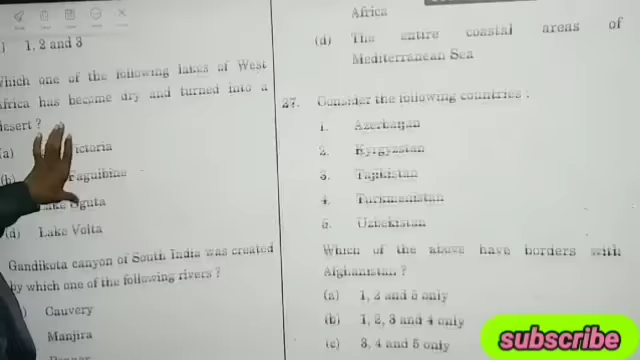 1, 2 and 3
Which one of the following lakes of West
Africa has become dry and turned into a
desert ?
(a) ictoria
(b) Faguibine
Oguta
(d) Lake Volta
Gandikota canyon of South India was created
by which one of the following rivers ?
) Cauvery
Manjira
Africa
(d) The entire coastal areas of
Mediterranean Sea
27. Consider the following countries :
1. Azerbaijan
2. Kyrgyzstan
3. Tajikistan
4. Turkmenistan
5. Uzbekistan
Which of the above have borders with
Afghanistan ?
(a) 1, 2 and 5 only
(b) 1, 2, 3 and 4 only
(c) 3, 4 and 5 only
subscribe